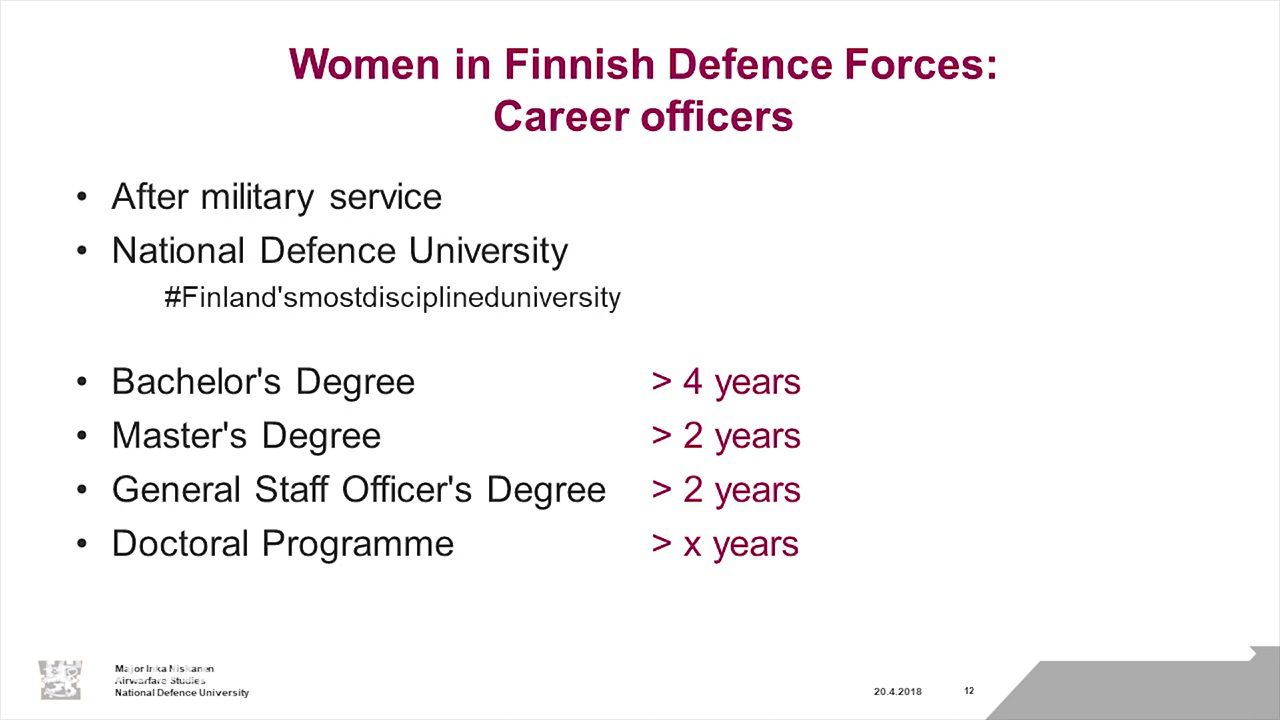 Women in Finnish Defence Forces:
Career officers
• After military service
• National Defence University
#Finland'smostdisciplineduniversity
• Bachelor's Degree > 4 years
• Master's Degree > 2 years
• General Staff Officer's Degree > 2 years
• Doctoral Programme > x years
Major Inka Niskanen
Airwarfare Studies
National Defence University
20.4.2018 12